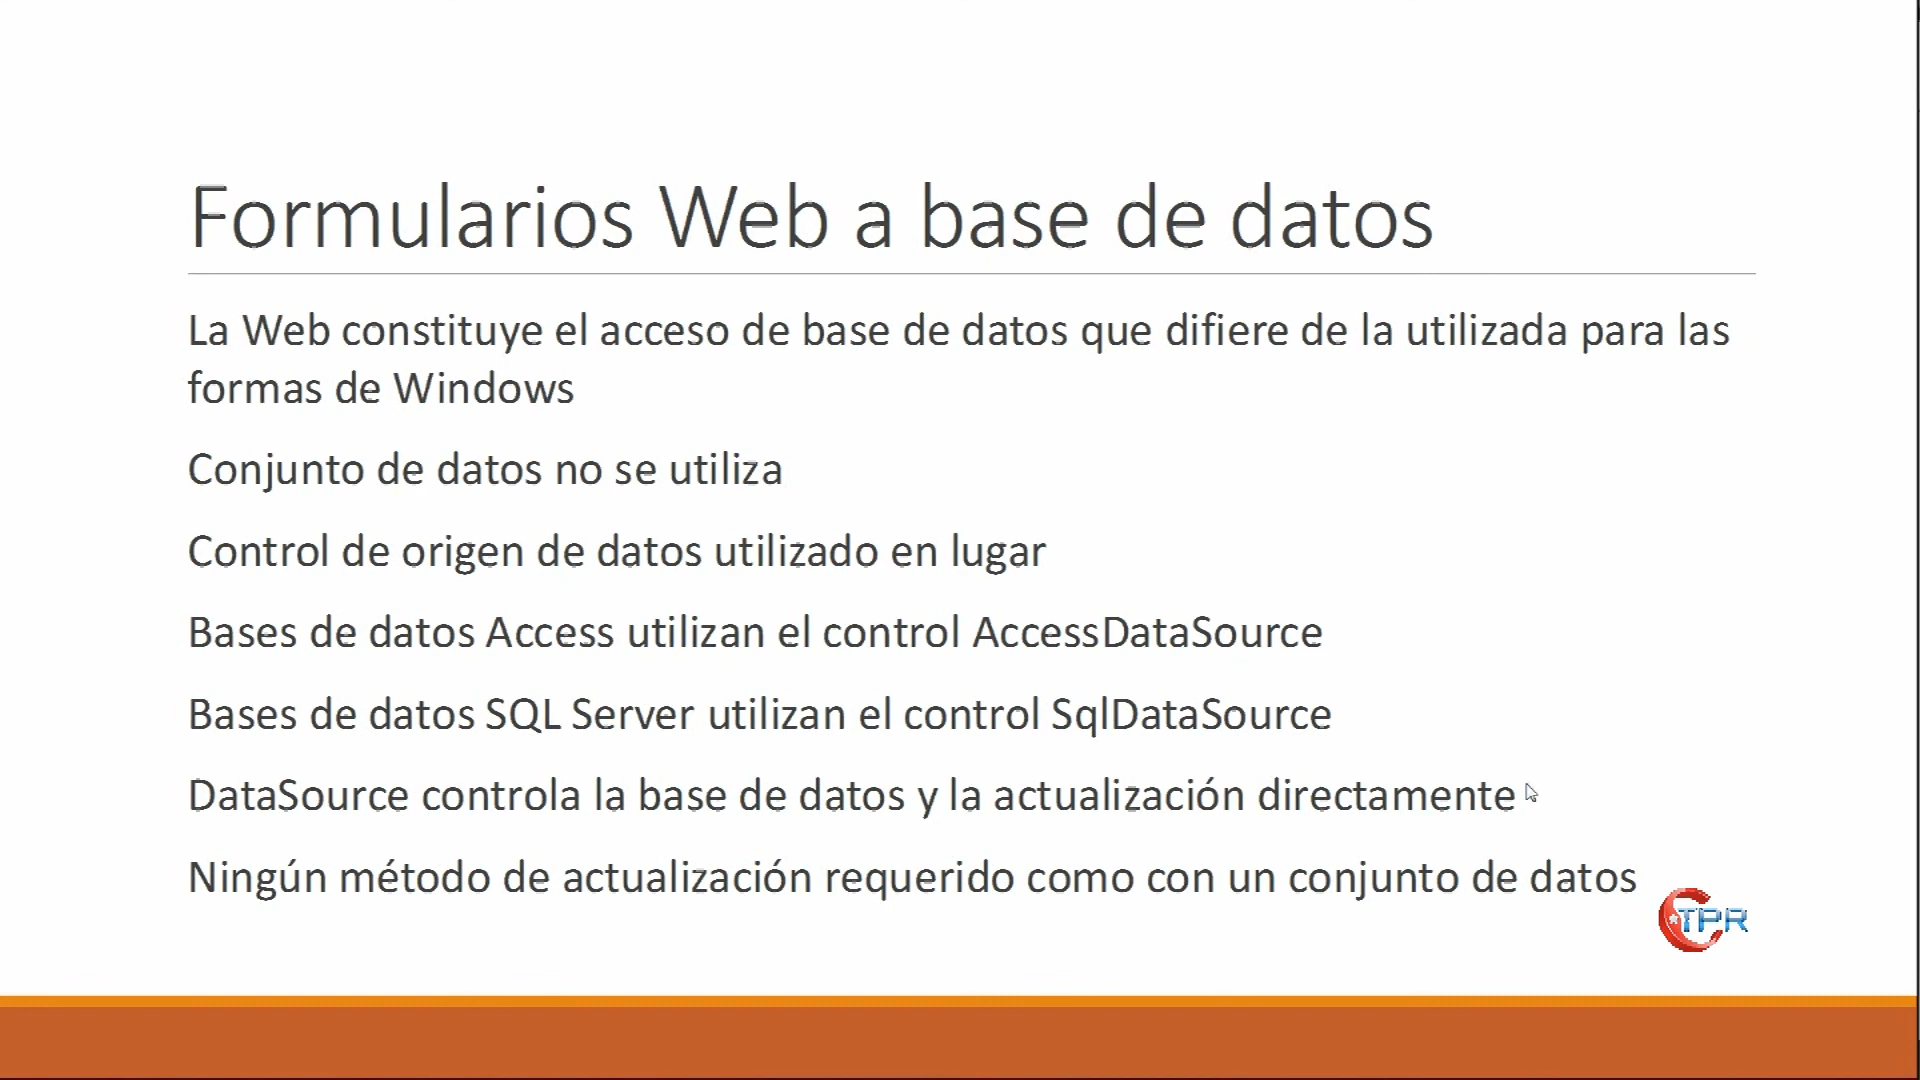 Formularios Web a base de datos
La Web constituye el acceso de base de datos que difiere de la utilizada para las
formas de Windows
Conjunto de datos no se utiliza
Control de origen de datos utilizado en lugar
Bases de datos Access utilizan el control AccessDataSource
Bases de datos SQL Server utilizan el control SqlDataSource
DataSource controla la base de datos y la actualización directamente
Ningún método de actualización requerido como con un conjunto de datos
CTPR